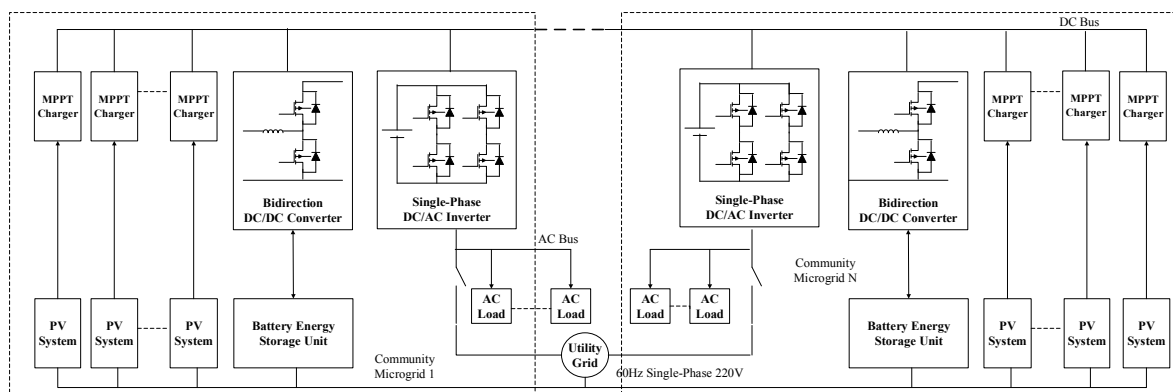 DC Bus
MPPT
Charger
MPPT
Charger
MPPT
Charger
Bidirection
DC/DC Converter
Single-Phase
DC/AC Inverter
Single-Phase
DC/AC Inverter
Bidirection
DC/DC Converter
MPPT
Charger
MPPT
Charger
MPPT
Charger
AC Bus
Community
Microgrid N
AC
Load
AC
Load
AC
Load
AC
Load
PV
System
PV
System
PV
System
Battery Energy
Storage Unit
Community
Microgrid 1
Utility
Grid
60Hz Single-Phase 220V
Battery Energy
Storage Unit
PV
System
PV
System
PV
System